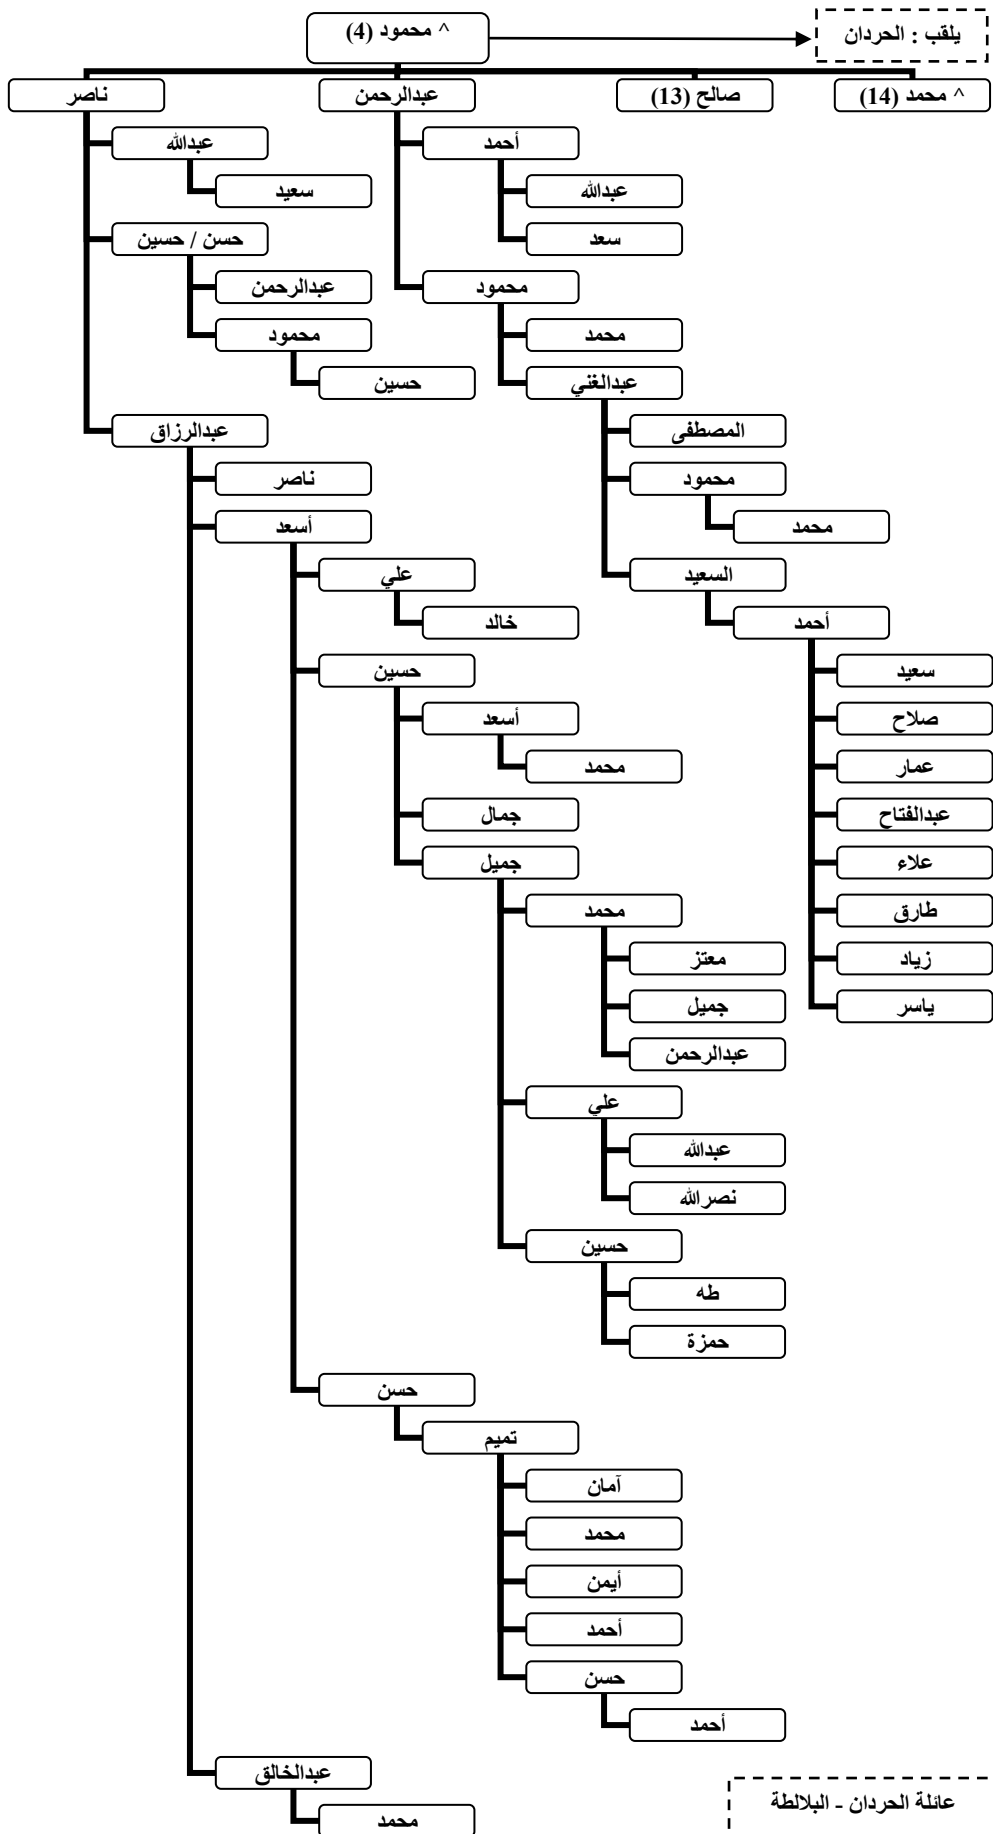 ^ محمود (4)
يلقب : الحردان
^ محمد (14)
صالح (13)
عبدالرحمن
ناصر
أحمد
عبدالله
سعد
محمود
محمد
عبدالغني
المصطفى
محمود
محمد
السعيد
أحمد
سعيد
صلاح
عمار
عبدالفتاح
علاء
طارق
زياد
ياسر
عبدالله
سعيد
حسن / حسين
عبدالرحمن
محمود
حسين
عبدالرزاق
ناصر
أسعد
علي
خالد
حسين
أسعد
محمد
جمال
جميل
محمد
معتز
جميل
عبدالرحمن
علي
عبدالله
نصرالله
حسين
طه
حمزة
حسن
تميم
آمان
محمد
أيمن
أحمد
حسن
أحمد
عبدالخالق
محمد
عائلة الحردان - البلالطة